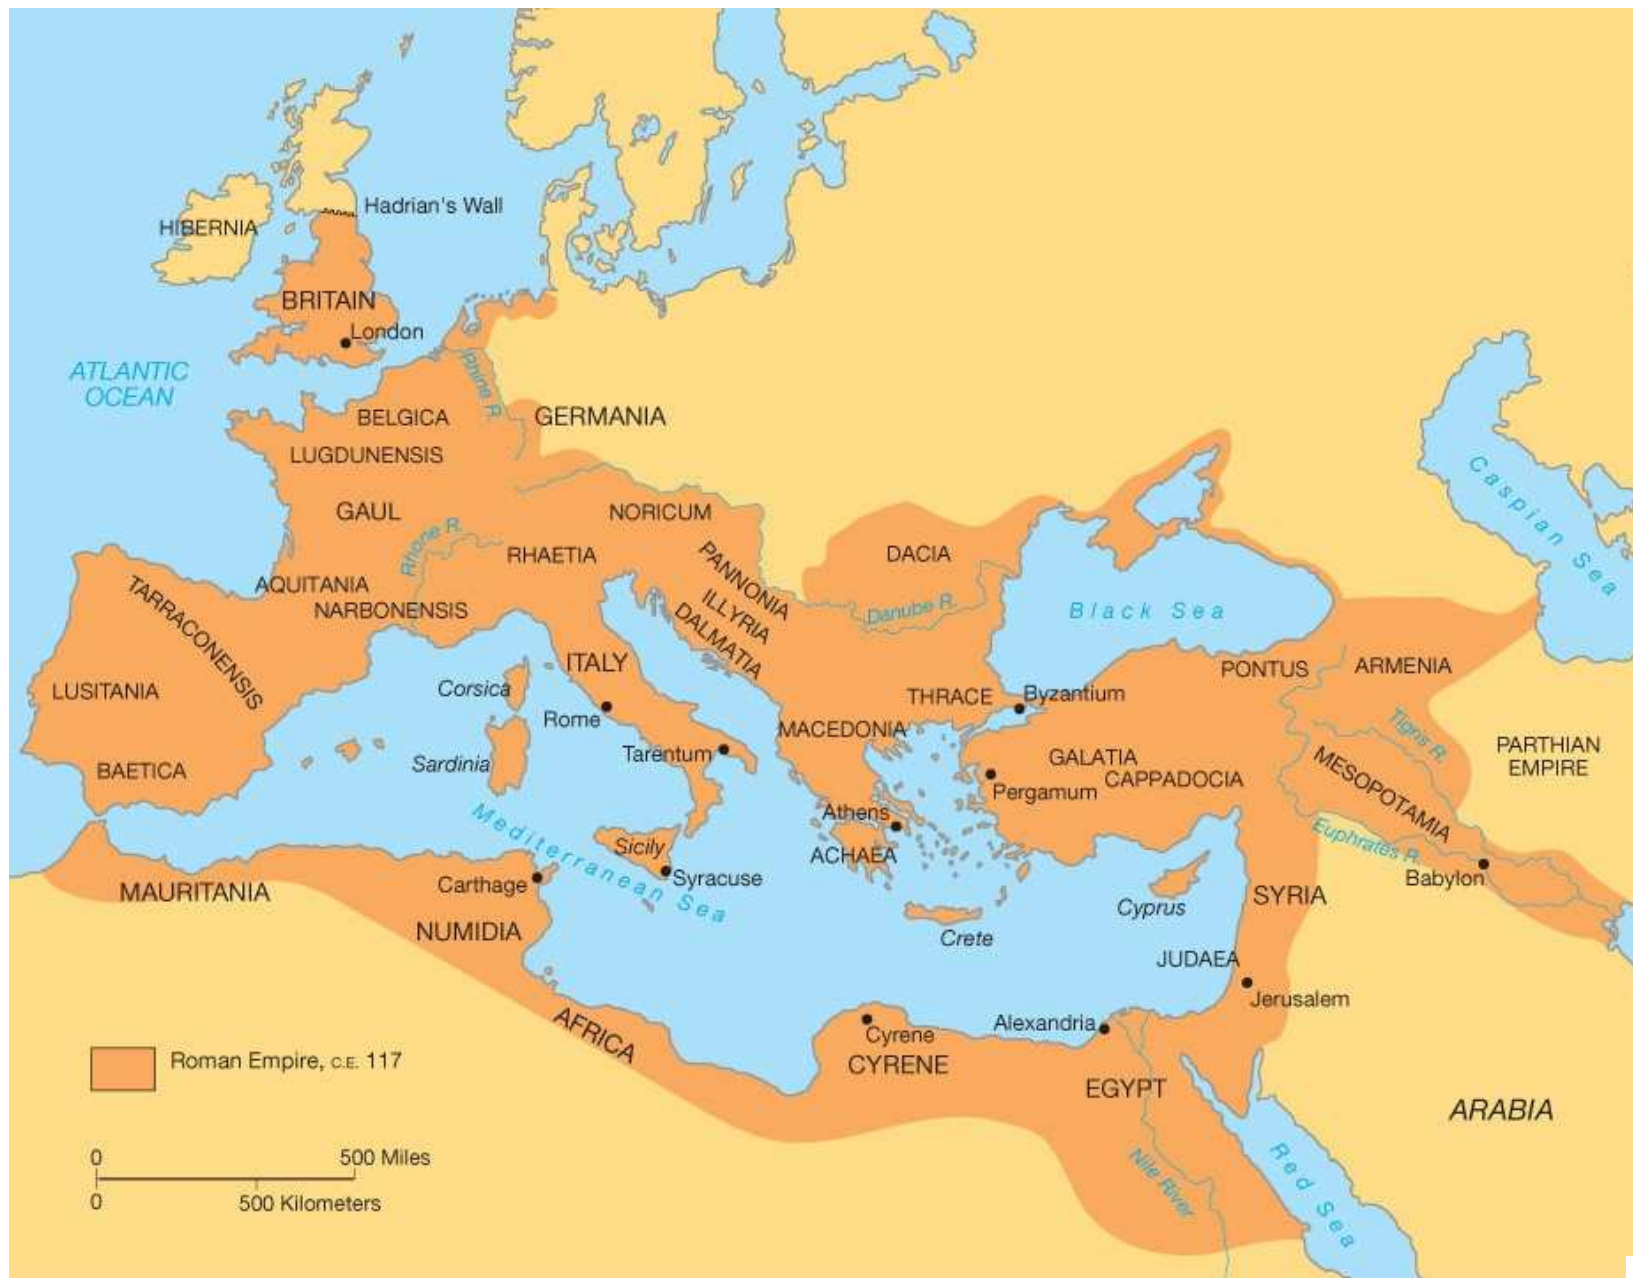 Hadrian's Wall
HIBERNIA
BRITAIN
London
ATLANTIC
OCEAN
Rhine R.
BELGICA
GERMANIA
LUGDUNENSIS
GAUL
NORICUM
Rhone R.
RHAETIA
DACIA
PANNONIA
Caspian Sea
AQUITANIA
NARBONENSIS
TARRACONENSIS
ILLYRIA
DALMATIA
Danube R.
Black Sea
ITALY
LUSITANIA
Corsica
Rome
THRACE
Byzantium
PONTUS
ARMENIA
MACEDONIA
Tarentum
Sardinia
BAETICA
GALATIA
CAPPADOCIA
Pergamum
Tigris R.
MESOPOTAMIA
PARTHIAN
EMPIRE
Mediterranean Sea
Athens
Sicily
ACHAEA
Euphrates R.
MAURITANIA
Carthage
Syracuse
Babylon
SYRIA
Cyprus
NUMIDIA
Crete
JUDAEA
Jerusalem
AFRICA
Cyrene
CYRENE
Alexandria
EGYPT
Roman Empire, C.E. 117
ARABIA
Nile River
Red Sea
0 500 Miles
0 500 Kilometers